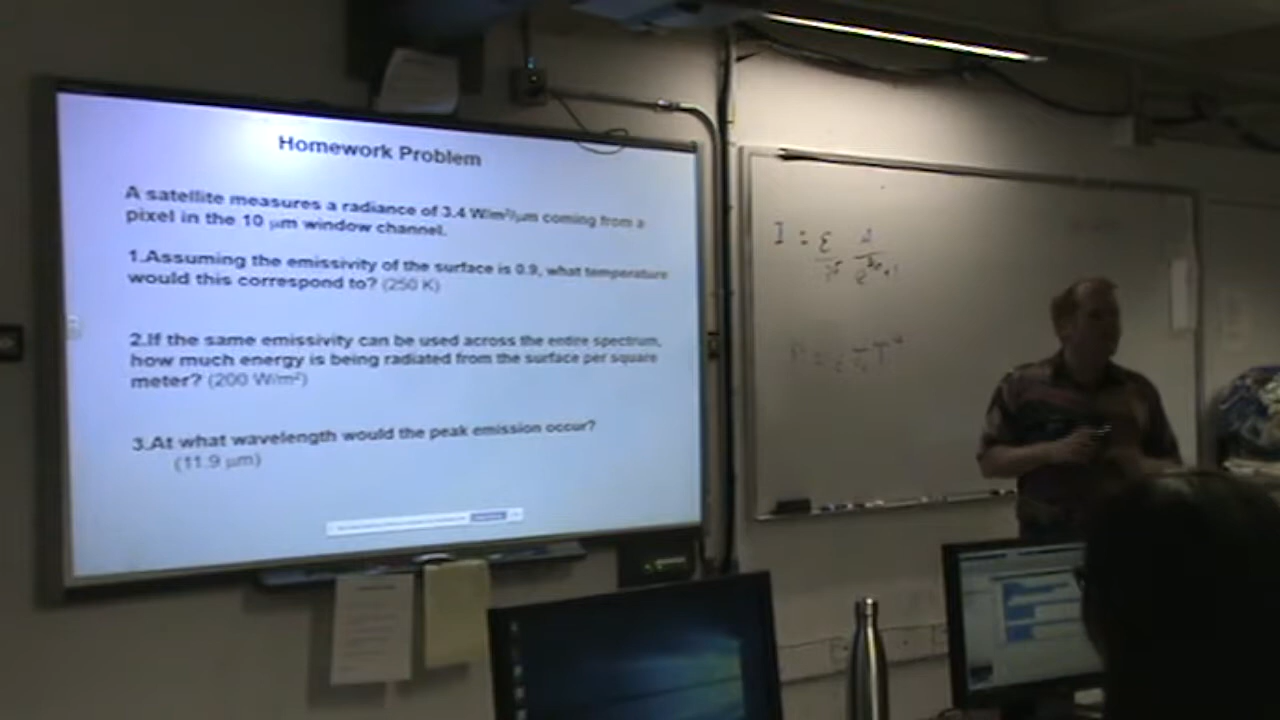 Homework Problem
A satellite measures a radiance of 3.4 W/m²/μm coming from a
pixel in the 10 μm window channel.
1.Assuming the emissivity of the surface is 0.9, what temperature
would this correspond to? (250 K)
2.If the same emissivity can be used across the entire spectrum,
how much energy is being radiated from the surface per square
meter? (200 W/m²)
3.At what wavelength would the peak emission occur?
(11.9 μm)
I = ε